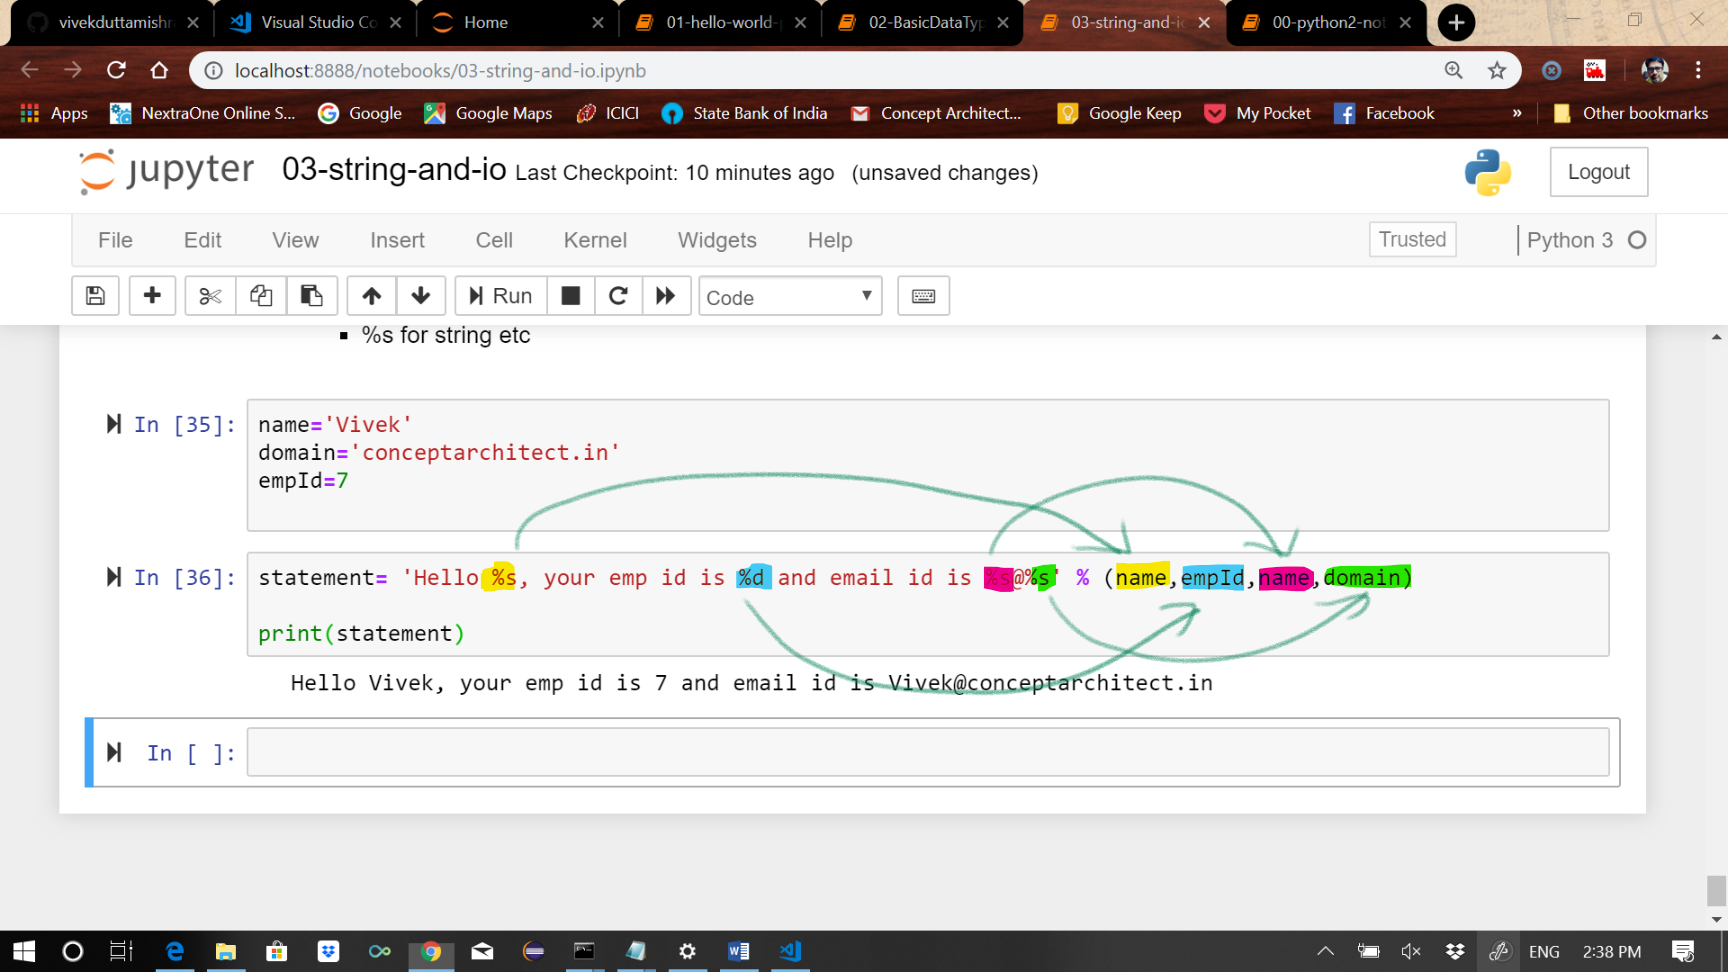 vivekduttamishr
Visual Studio Co
Home
01-hello-world-
02-BasicDataTyp
03-string-and-io
00-python2-not
localhost:8888/notebooks/03-string-and-io.ipynb
Apps NextraOne Online S... Google Google Maps ICICI State Bank of India Concept Architect... Google Keep My Pocket Facebook » Other bookmarks
jupyter 03-string-and-io Last Checkpoint: 10 minutes ago (unsaved changes) Logout
File Edit View Insert Cell Kernel Widgets Help Trusted Python 3
Run Code
%s for string etc
In [35]: name='Vivek'
domain='conceptarchitect.in'
empId=7
In [36]: statement= 'Hello %s, your emp id is %d and email id is %s@%s' % (name,empId,name,domain)
print(statement)
Hello Vivek, your emp id is 7 and email id is Vivek@conceptarchitect.in
In [ ]:
ENG 2:38 PM